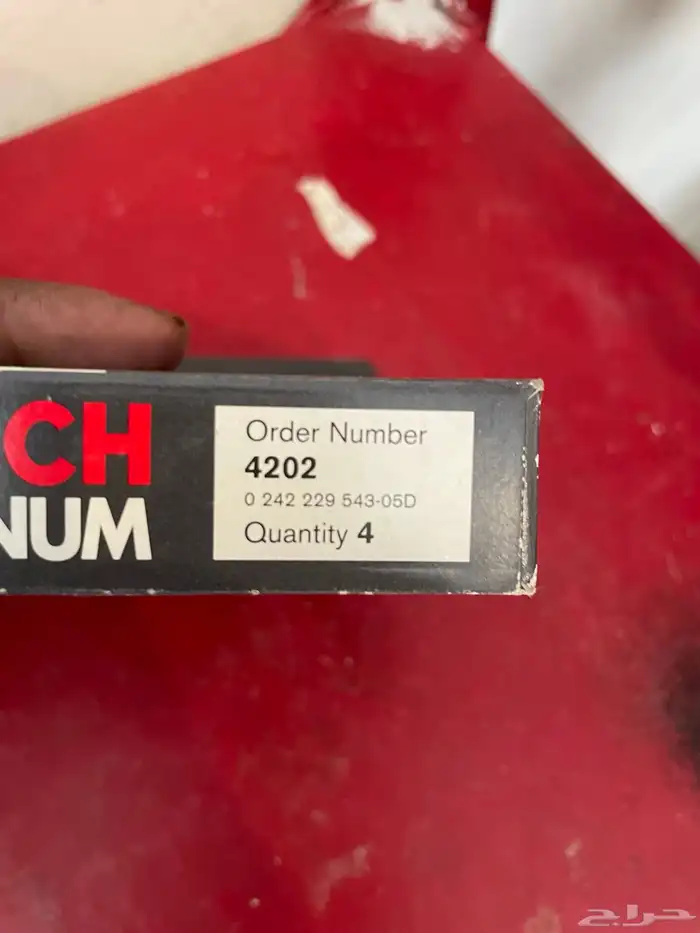 CH
NUM
Order Number
4202
0 242 229 543-05D
Quantity 4
حراج